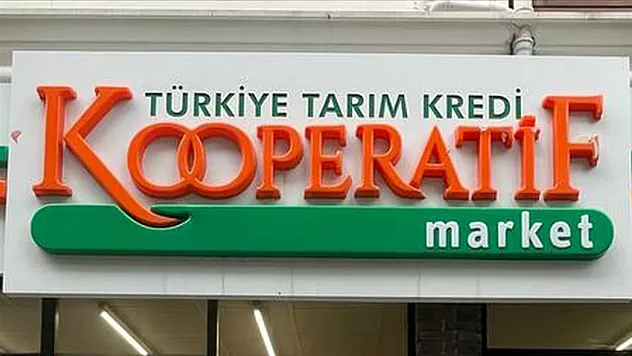 TÜRKİYE TARIM KREDİ
KOOPERATİF
market